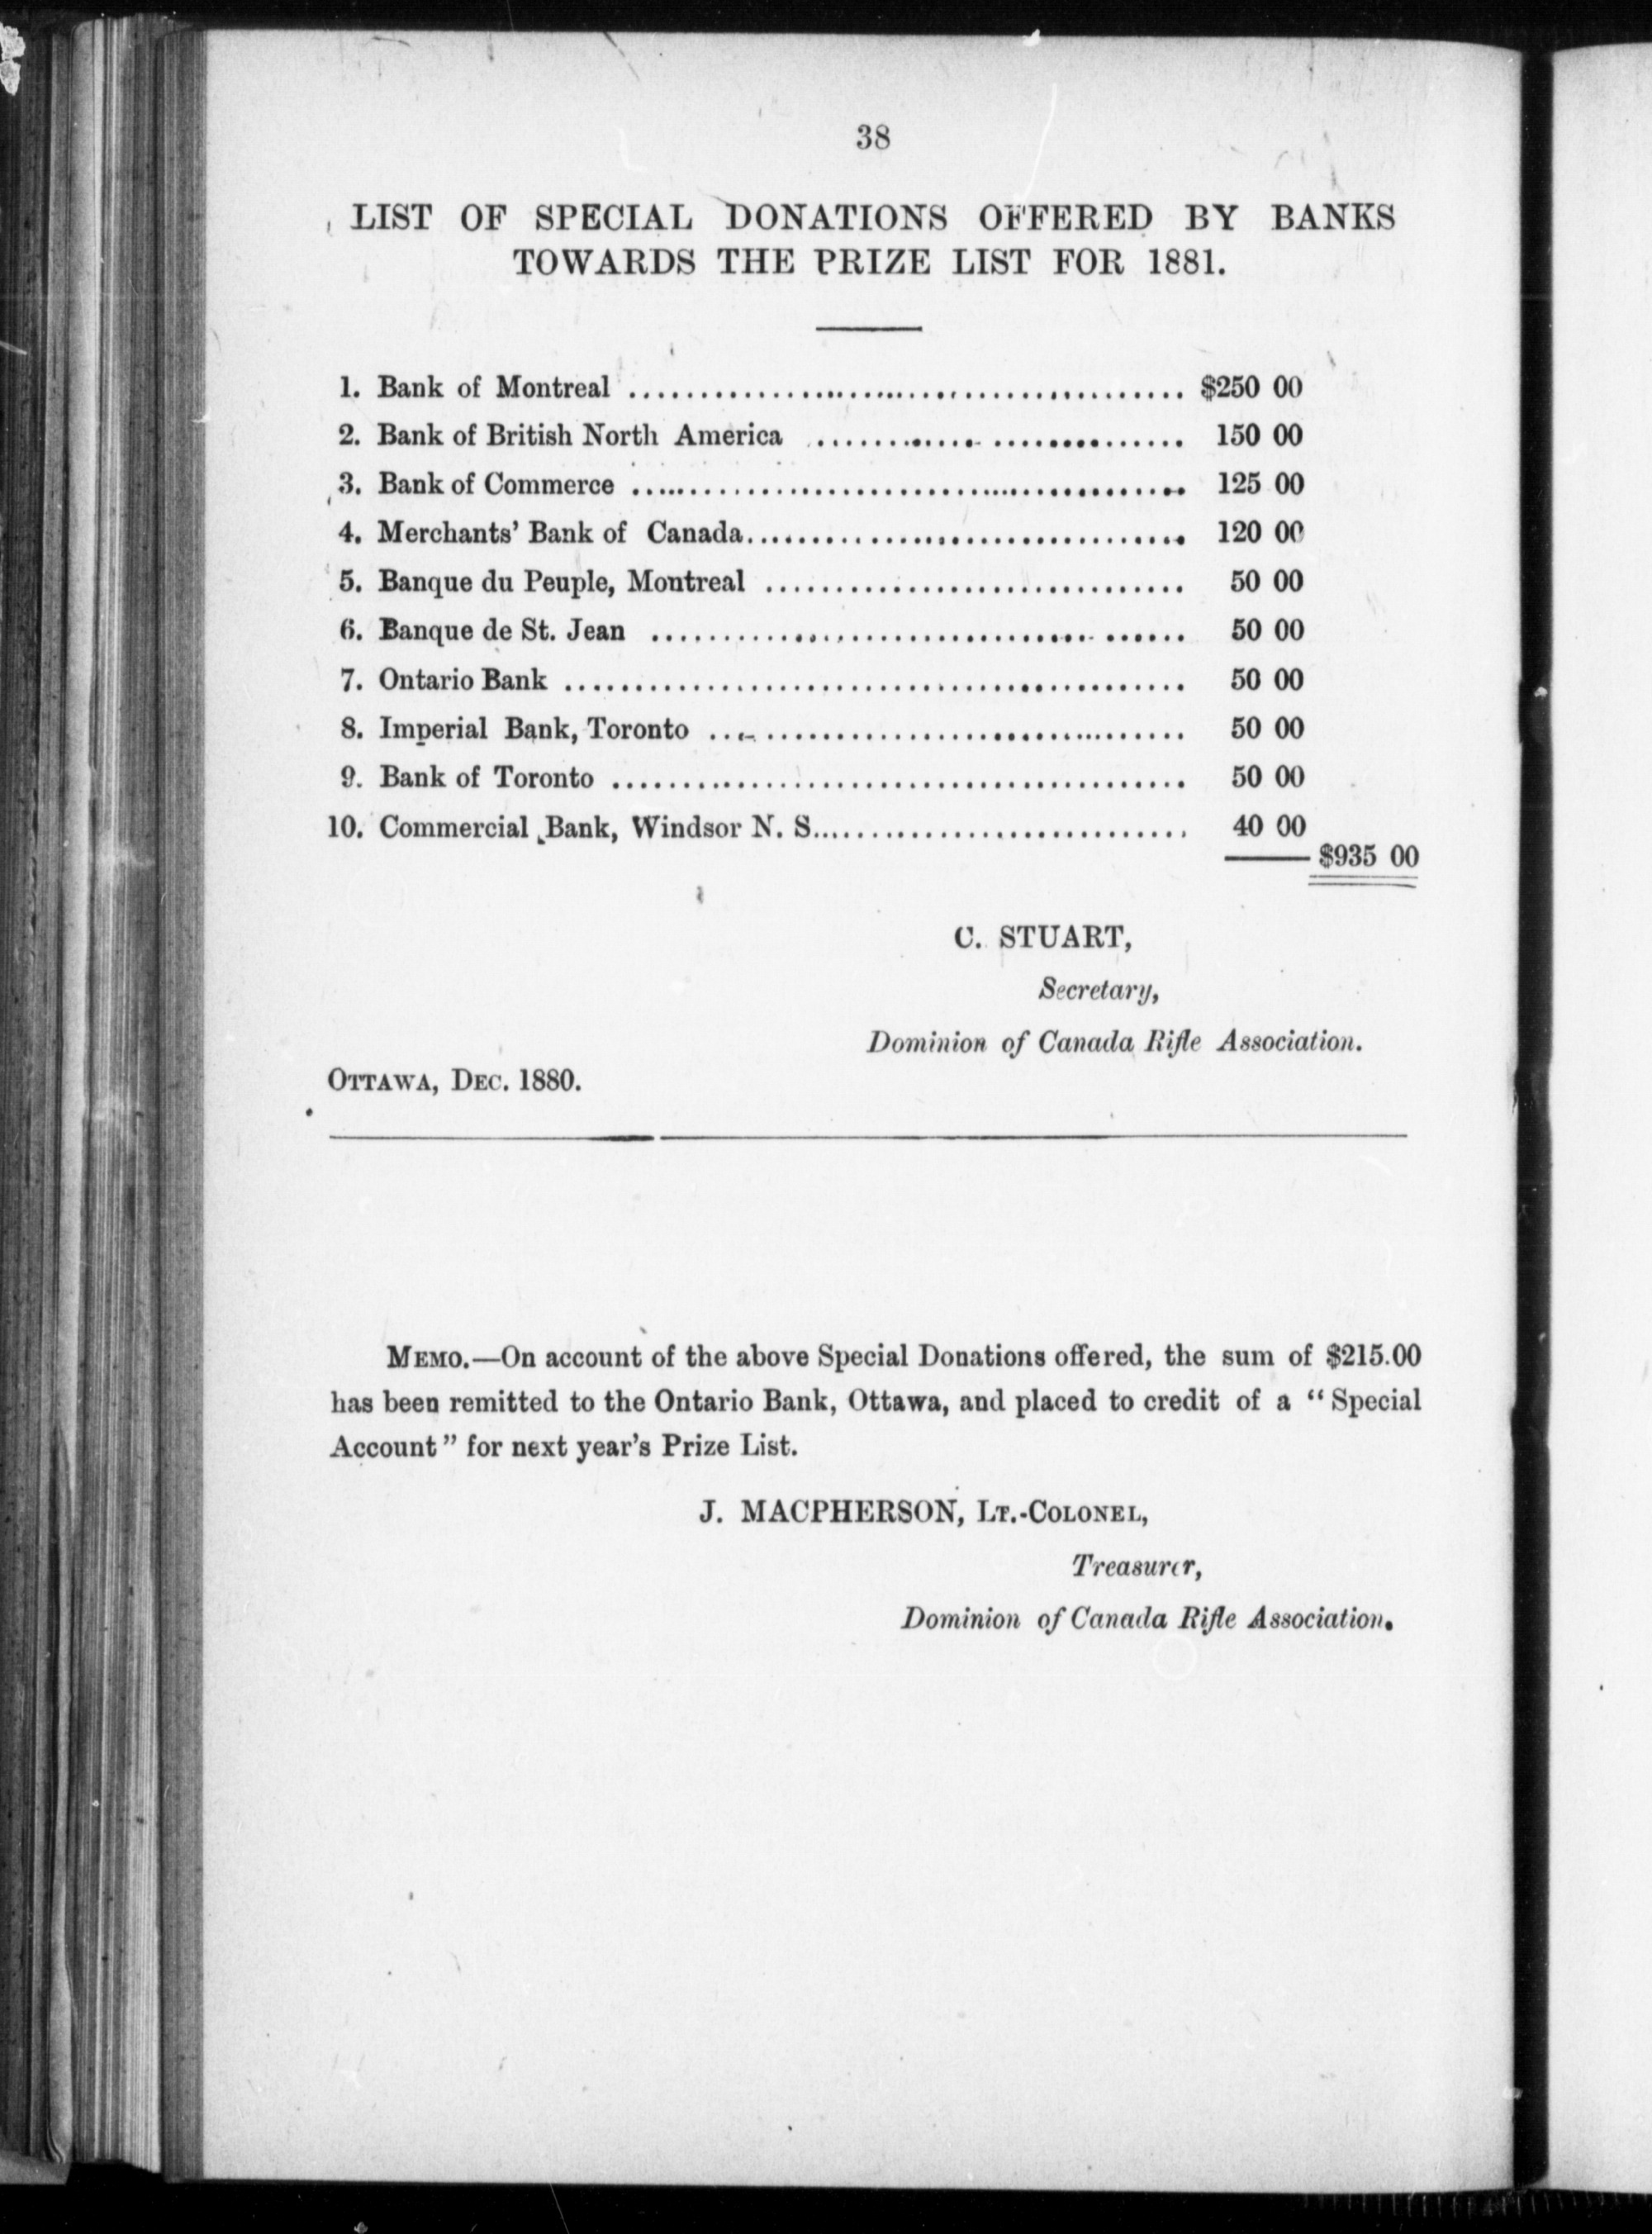 38
LIST OF SPECIAL DONATIONS OFFERED BY BANKS
TOWARDS THE PRIZE LIST FOR 1881.
1. Bank of Montreal ........................................ $250 00
2. Bank of British North America ......................... 150 00
3. Bank of Commerce ....................................... 125 00
4. Merchants' Bank of Canada............................... 120 00
5. Banque du Peuple, Montreal .............................. 50 00
6. Banque de St. Jean ...................................... 50 00
7. Ontario Bank ............................................ 50 00
8. Imperial Bank, Toronto .................................. 50 00
9. Bank of Toronto ......................................... 50 00
10. Commercial Bank, Windsor N. S........................... 40 00
$935 00
C. STUART,
Secretary,
Dominion of Canada Rifle Association.
OTTAWA, DEC. 1880.
MEMO.—On account of the above Special Donations offered, the sum of $215.00
has been remitted to the Ontario Bank, Ottawa, and placed to credit of a “Special
Account” for next year's Prize List.
J. MACPHERSON, LT.-COLONEL,
Treasurer,
Dominion of Canada Rifle Association.